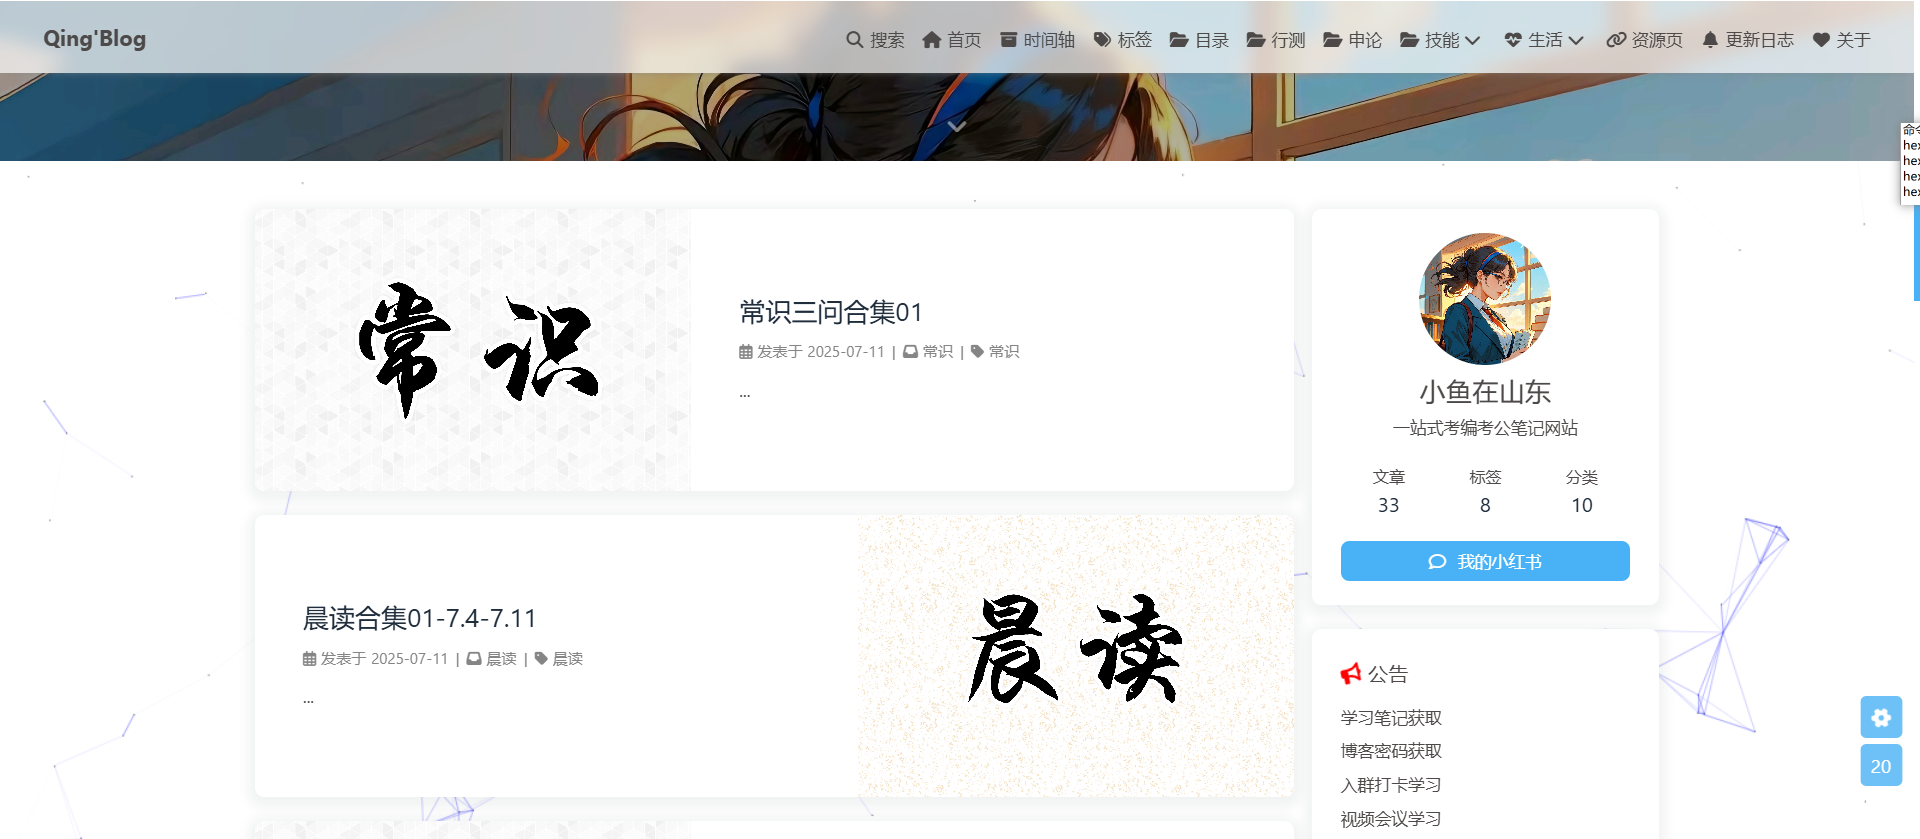 Qing'Blog
搜索 首页 时间轴 标签 目录 行测 申论 技能 生活 资源页 更新日志 关于
常识
常识三问合集01
发表于 2025-07-11 | 常识 | 常识
...
晨读合集01-7.4-7.11
发表于 2025-07-11 | 晨读 | 晨读
...
晨读
小鱼在山东
一站式考编考公笔记网站
文章 标签 分类
33 8 10
我的小红书
公告
学习笔记获取
博客密码获取
入群打卡学习
视频会议学习
20